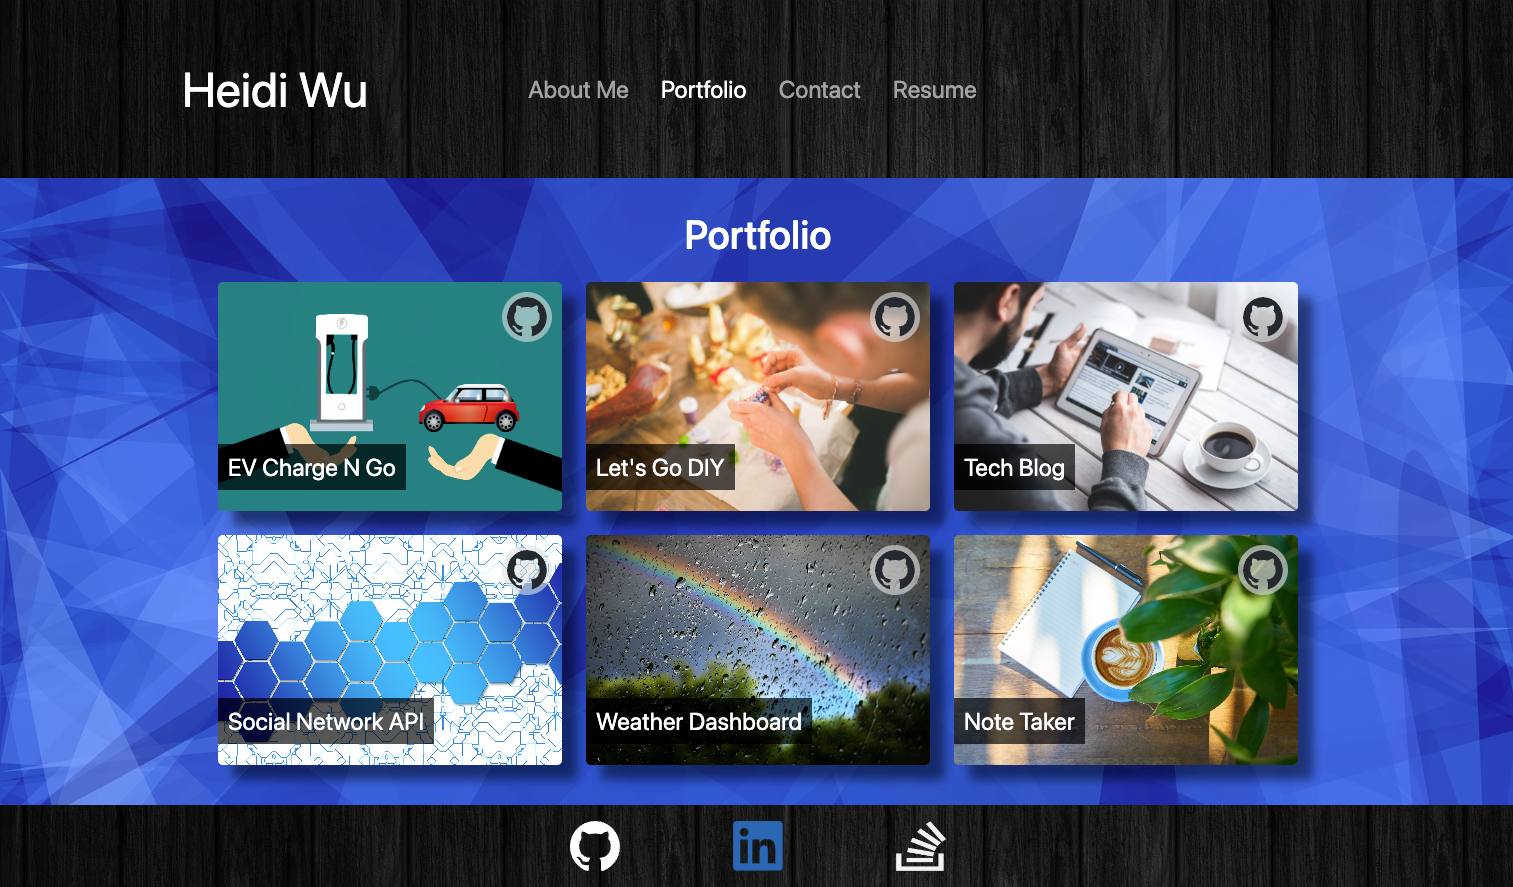 Heidi Wu
About Me Portfolio Contact Resume
Portfolio
EV Charge N Go
Let's Go DIY
Tech Blog
Social Network API
Weather Dashboard
Note Taker
in